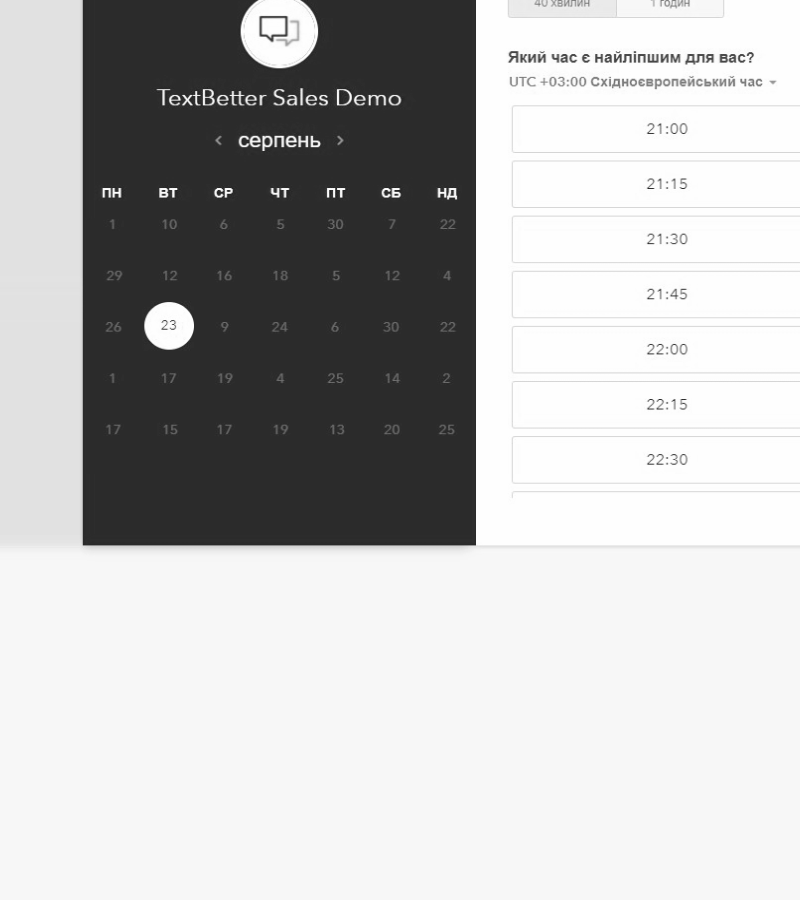 TextBetter Sales Demo
серпень
ПН ВТ СР ЧТ ПТ СБ НД
1 10 6 5 30 7 22
29 12 16 18 5 12 4
26 23 9 24 6 30 22
1 17 19 4 25 14 2
17 15 17 19 13 20 25
40 хвилин 1 годин
Який час є найліпшим для вас?
UTC +03:00 Східноєвропейський час
21:00
21:15
21:30
21:45
22:00
22:15
22:30